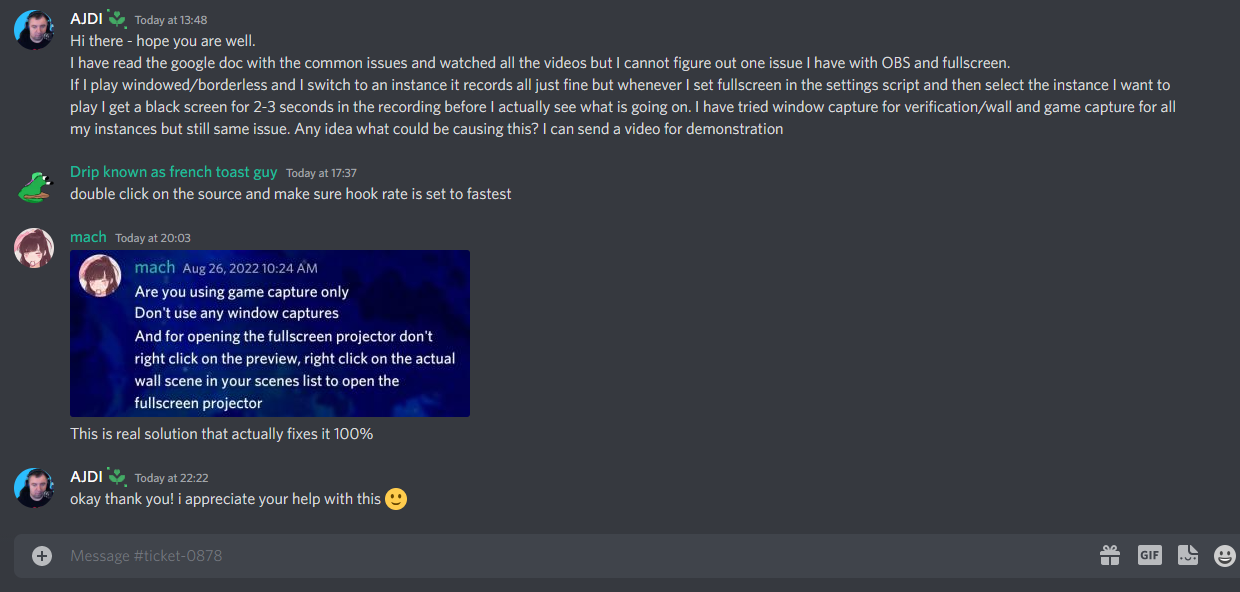 AJDI Today at 13:48
Hi there - hope you are well.
I have read the google doc with the common issues and watched all the videos but I cannot figure out one issue I have with OBS and fullscreen.
If I play windowed/borderless and I switch to an instance it records all just fine but whenever I set fullscreen in the settings script and then select the instance I want to
play I get a black screen for 2-3 seconds in the recording before I actually see what is going on. I have tried window capture for verification/wall and game capture for all
my instances but still same issue. Any idea what could be causing this? I can send a video for demonstration
Drip known as french toast guy Today at 17:37
double click on the source and make sure hook rate is set to fastest
mach Today at 20:03
mach Aug 26, 2022 10:24 AM
Are you using game capture only
Don't use any window captures
And for opening the fullscreen projector don't
right click on the preview, right click on the actual
wall scene in your scenes list to open the
fullscreen projector
This is real solution that actually fixes it 100%
AJDI Today at 22:22
okay thank you! i appreciate your help with this
Message #ticket-0878
GIF